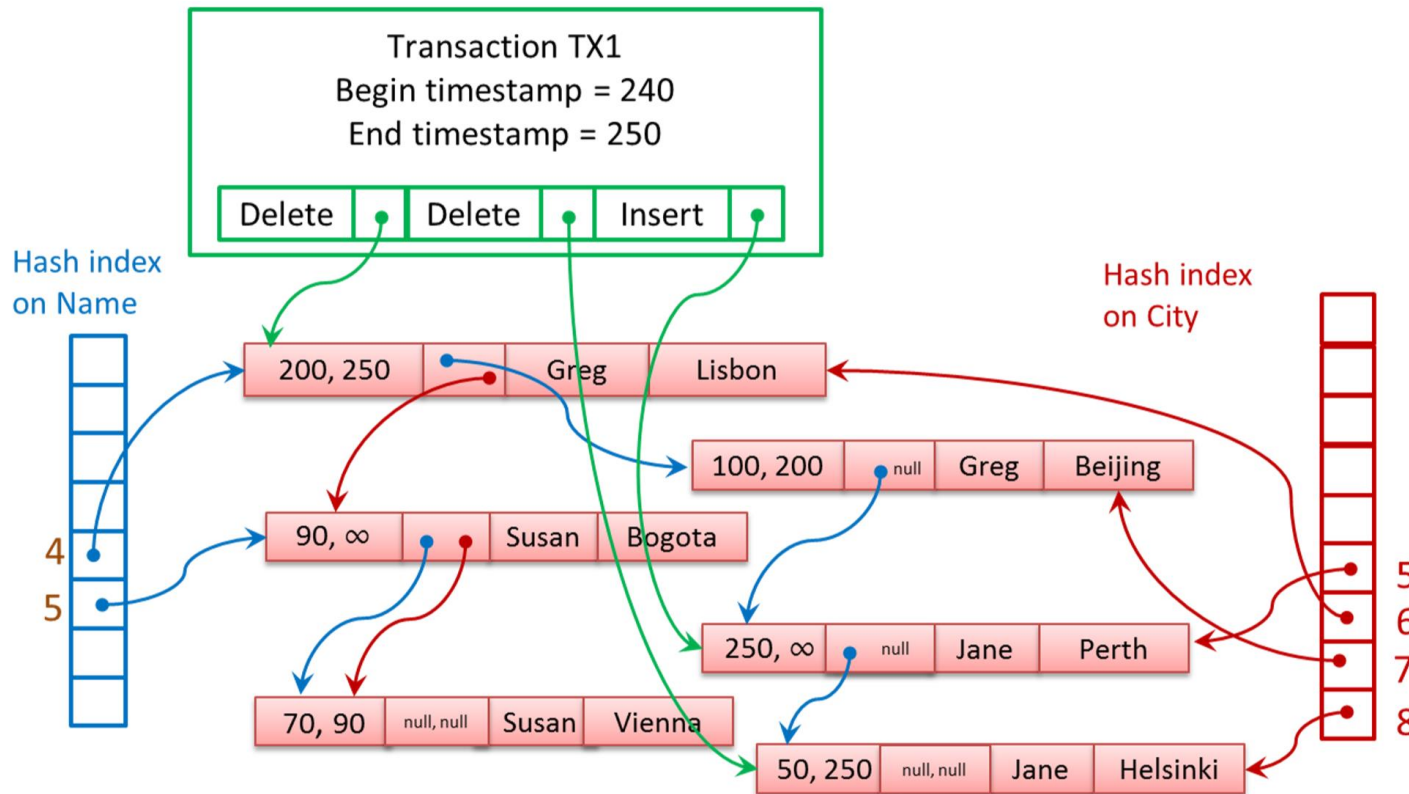 Transaction TX1
Begin timestamp = 240
End timestamp = 250
Delete Delete Insert
Hash index
on Name
Hash index
on City
200, 250 Greg Lisbon
100, 200 null Greg Beijing
90, ∞ Susan Bogota
4
5
5
6
7
8
250, ∞ null Jane Perth
70, 90 null, null Susan Vienna
50, 250 null, null Jane Helsinki